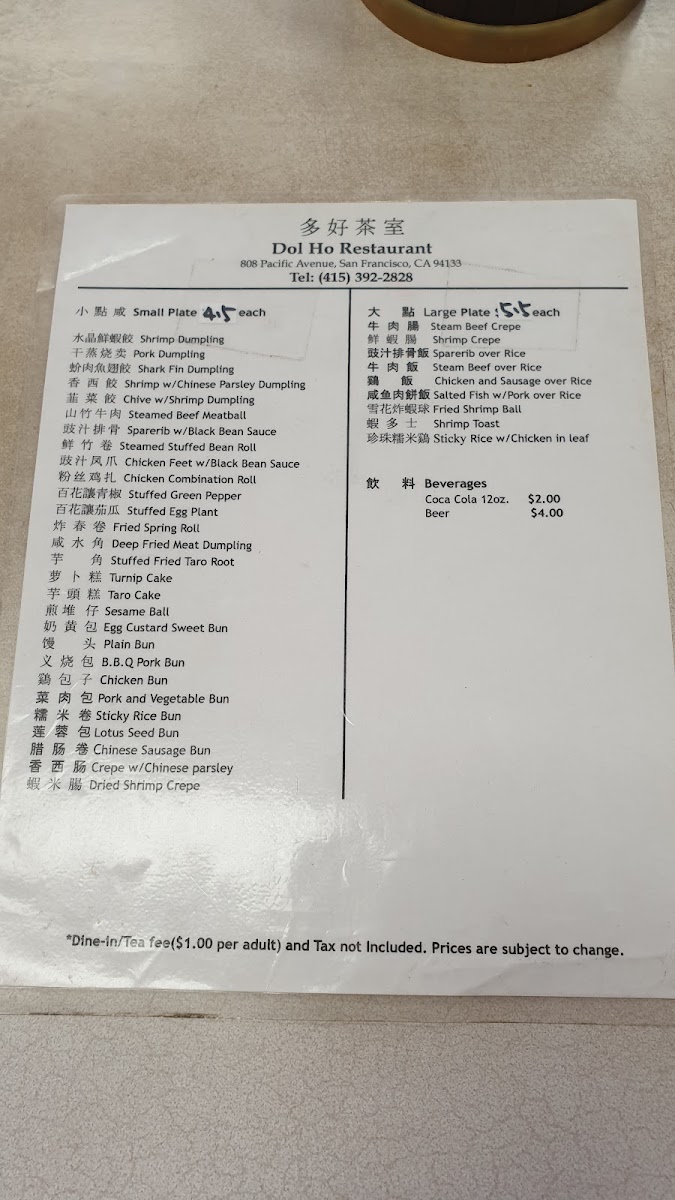 多好茶室
Dol Ho Restaurant
808 Pacific Avenue, San Francisco, CA 94133
Tel: (415) 392-2828
小 點 咸 Small Plate 4.5 each
水晶鮮蝦餃 Shrimp Dumpling
干蒸烧卖 Pork Dumpling
蚧肉魚翅餃 Shark Fin Dumpling
香 西 餃 Shrimp w/Chinese Parsley Dumpling
韮 菜 餃 Chive w/Shrimp Dumpling
山竹牛肉 Steamed Beef Meatball
豉汁排骨 Sparerib w/Black Bean Sauce
鮮 竹 卷 Steamed Stuffed Bean Roll
豉汁凤爪 Chicken Feet w/Black Bean Sauce
粉丝鸡扎 Chicken Combination Roll
百花讓青椒 Stuffed Green Pepper
百花讓茄瓜 Stuffed Egg Plant
炸 春 卷 Fried Spring Roll
咸 水 角 Deep Fried Meat Dumpling
芋 角 Stuffed Fried Taro Root
萝 卜 糕 Turnip Cake
芋 頭 糕 Taro Cake
煎 堆 仔 Sesame Ball
奶 黄 包 Egg Custard Sweet Bun
馒 头 Plain Bun
义 烧 包 B.B.Q Pork Bun
鷄 包 子 Chicken Bun
菜 肉 包 Pork and Vegetable Bun
糯 米 卷 Sticky Rice Bun
莲 蓉 包 Lotus Seed Bun
腊 肠 卷 Chinese Sausage Bun
香 西 肠 Crepe w/Chinese parsley
蝦 米 腸 Dried Shrimp Crepe
大 點 Large Plate : 5.5 each
牛 肉 腸 Steam Beef Crepe
鮮 蝦 腸 Shrimp Crepe
豉汁排骨飯 Sparerib over Rice
牛 肉 飯 Steam Beef over Rice
鷄 飯 Chicken and Sausage over Rice
咸鱼肉餅飯 Salted Fish w/Pork over Rice
雪花炸蝦球 Fried Shrimp Ball
蝦 多 士 Shrimp Toast
珍珠糯米鷄 Sticky Rice w/Chicken in leaf
飲 料 Beverages
Coca Cola 12oz. $2.00
Beer $4.00
*Dine-in/Tea fee($1.00 per adult) and Tax not Included. Prices are subject to change.